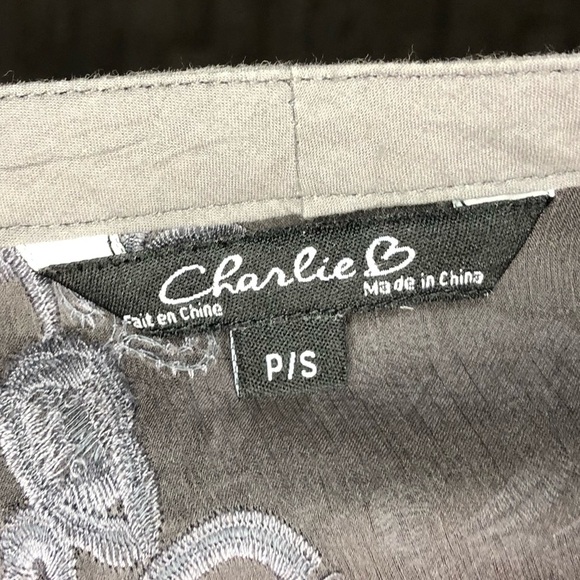 Charlie B
Fait en Chine
Made in China
P/S